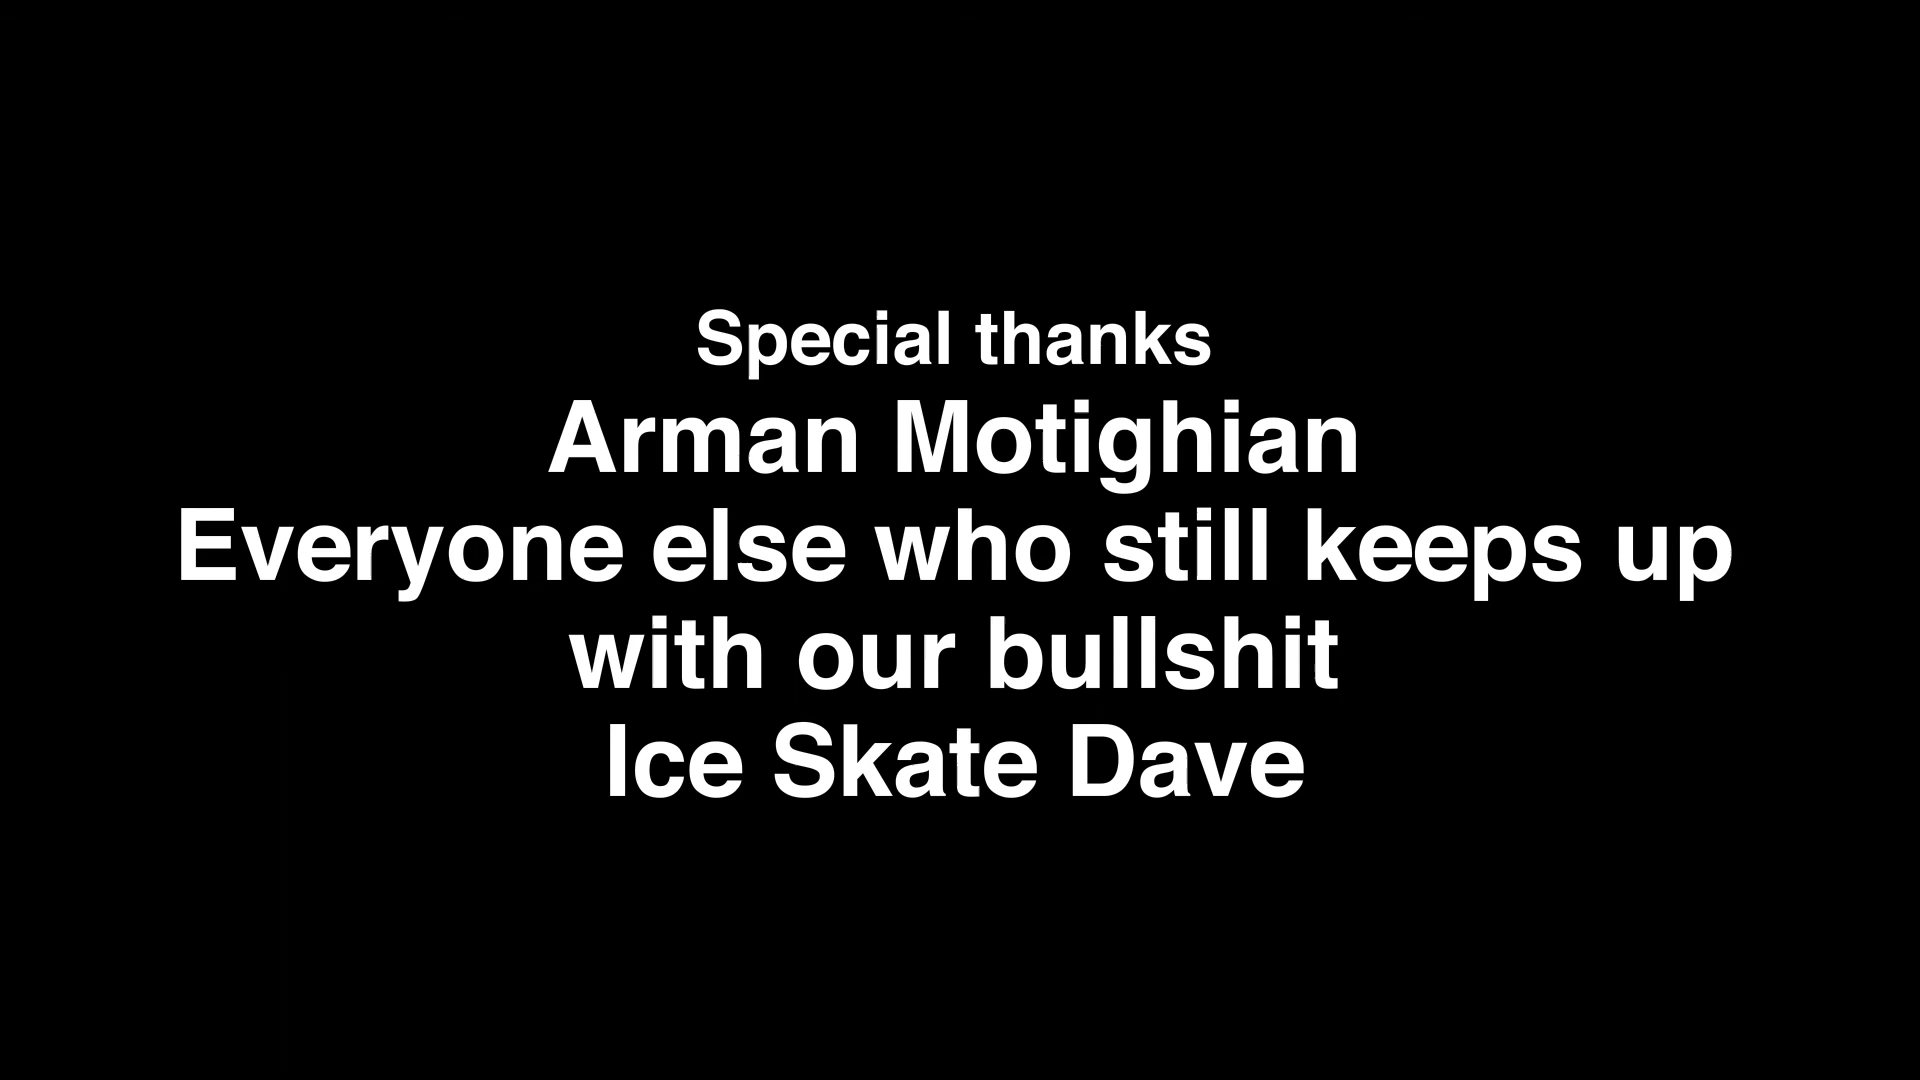 Special thanks
Arman Motighian
Everyone else who still keeps up
with our bullshit
Ice Skate Dave